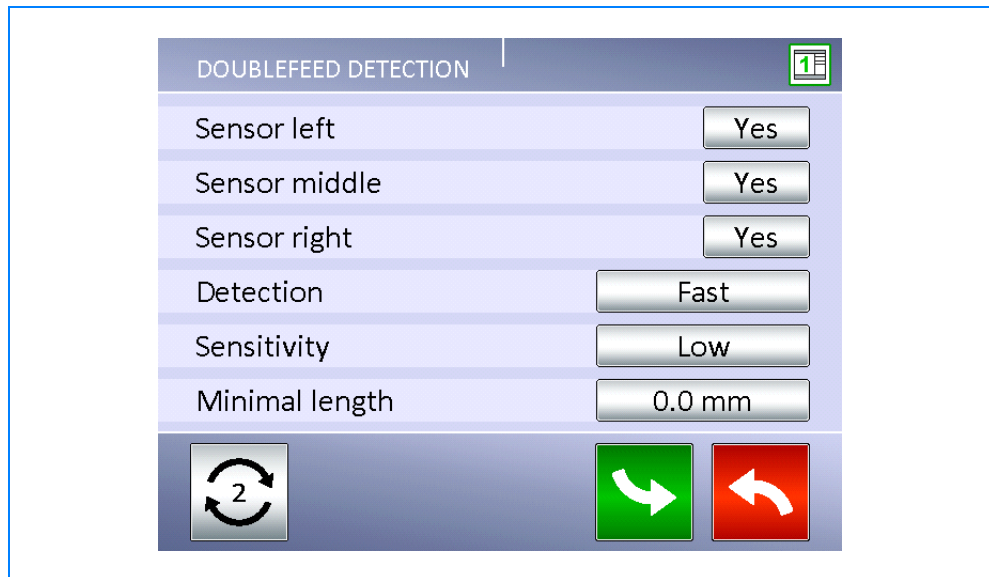 DOUBLEFEED DETECTION 1
Sensor left Yes
Sensor middle Yes
Sensor right Yes
Detection Fast
Sensitivity Low
Minimal length 0.0 mm
2